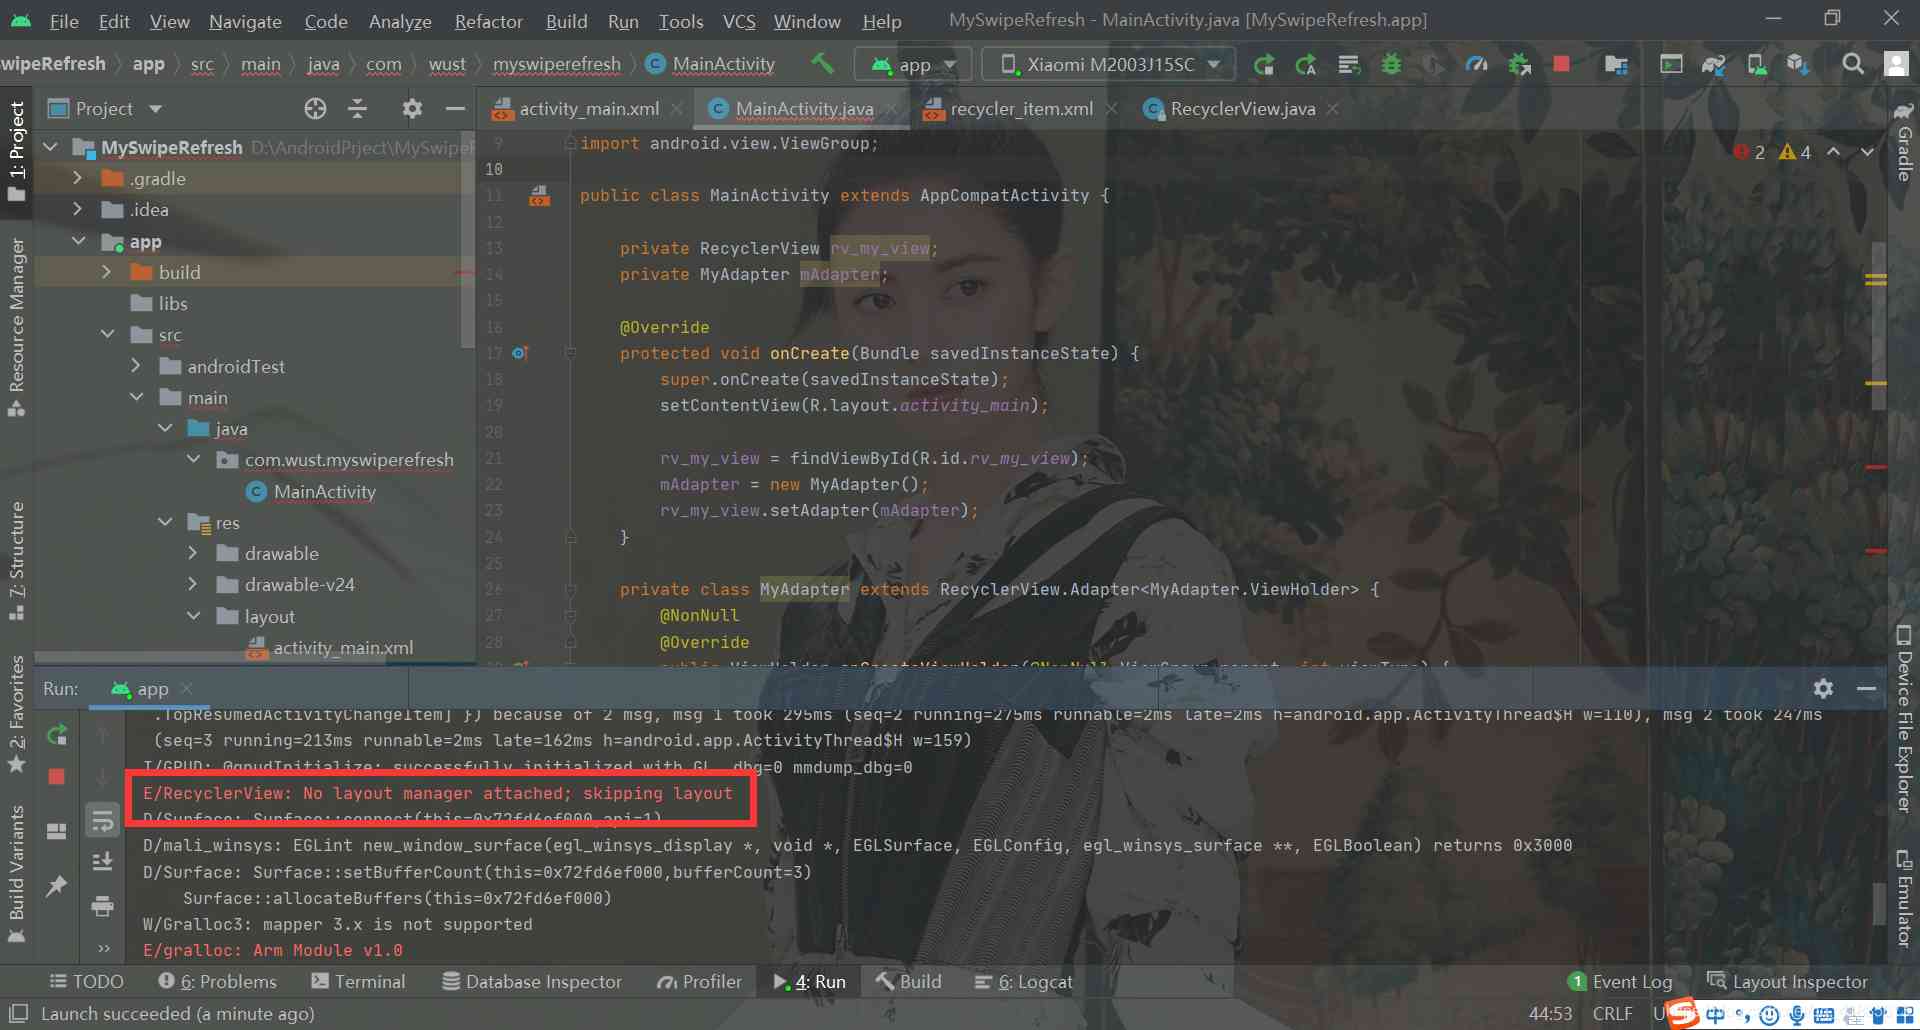 File Edit View Navigate Code Analyze Refactor Build Run Tools VCS Window Help MySwipeRefresh - MainActivity.java [MySwipeRefresh.app]
wipeRefresh app src main java com wust myswiperefresh MainActivity app Xiaomi M2003J15SC
1: Project
Resource Manager
7: Structure
2: Favorites
Build Variants
Project
MySwipeRefresh D:\AndroidPrject\MySwipeR
.gradle
.idea
app
build
libs
src
androidTest
main
java
com.wust.myswiperefresh
MainActivity
res
drawable
drawable-v24
layout
activity_main.xml
activity_main.xml MainActivity.java recycler_item.xml RecyclerView.java
2 4
9 import android.view.ViewGroup;
10
11 public class MainActivity extends AppCompatActivity {
12
13 private RecyclerView rv_my_view;
14 private MyAdapter mAdapter;
15
16 @Override
17 protected void onCreate(Bundle savedInstanceState) {
18 super.onCreate(savedInstanceState);
19 setContentView(R.layout.activity_main);
20
21 rv_my_view = findViewById(R.id.rv_my_view);
22 mAdapter = new MyAdapter();
23 rv_my_view.setAdapter(mAdapter);
24 }
25
26 private class MyAdapter extends RecyclerView.Adapter<MyAdapter.ViewHolder> {
27 @NonNull
28 @Override
public ViewHolder onCreateViewHolder(@NonNull ViewGroup parent, int viewType) {
Gradle
Device File Explorer
Emulator
Run: app
.TopResumedActivityChangeItem] }) because of 2 msg, msg 1 took 295ms (seq=2 running=275ms runnable=2ms late=2ms h=android.app.ActivityThread$H w=110), msg 2 took 247ms
(seq=3 running=213ms runnable=2ms late=162ms h=android.app.ActivityThread$H w=159)
I/GPUD: @gpudInitialize: successfully initialized with GL, dbg=0 mmdump_dbg=0
E/RecyclerView: No layout manager attached; skipping layout
D/Surface: Surface::connect(this=0x72fd6ef000,api=1)
D/mali_winsys: EGLint new_window_surface(egl_winsys_display *, void *, EGLSurface, EGLConfig, egl_winsys_surface **, EGLBoolean) returns 0x3000
D/Surface: Surface::setBufferCount(this=0x72fd6ef000,bufferCount=3)
Surface::allocateBuffers(this=0x72fd6ef000)
W/Gralloc3: mapper 3.x is not supported
E/gralloc: Arm Module v1.0
TODO 6: Problems Terminal Database Inspector Profiler 4: Run Build 6: Logcat 1 Event Log Layout Inspector
Launch succeeded (a minute ago) 44:53 CRLF U
中